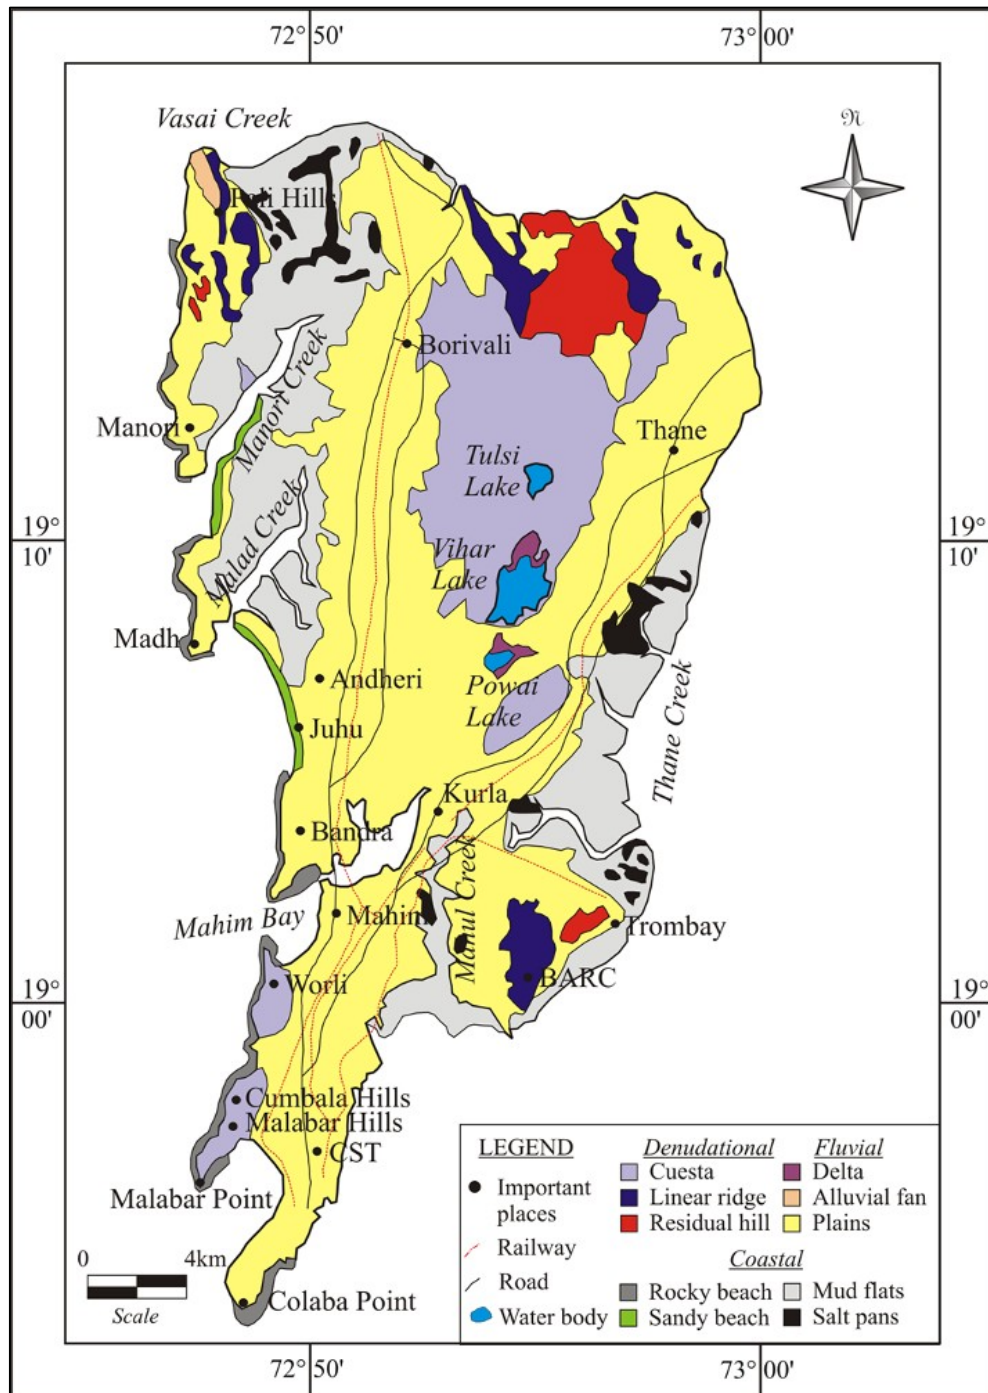 72° 50'
73° 00'
Vasai Creek
N
Pali Hills
Borivali
Manori Creek
Manori
Thane
Tulsi
Lake
19°
10'
19°
10'
Malad Creek
Vihar
Lake
Madh
Andheri
Powai
Lake
Thane Creek
Juhu
Kurla
Bandra
Manul Creek
Mahim Bay
Mahim
Trombay
BARC
Worli
19°
00'
19°
00'
Cumbala Hills
Malabar Hills
CST
Malabar Point
Colaba Point
0 4km
Scale
LEGEND
Important
places
Railway
Road
Water body
Denudational
Cuesta
Linear ridge
Residual hill
Fluvial
Delta
Alluvial fan
Plains
Coastal
Rocky beach
Sandy beach
Mud flats
Salt pans
72° 50'
73° 00'